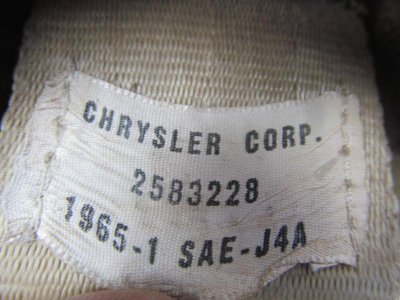 CHRYSLER CORP.
2583228
1965-1 SAE-J4A